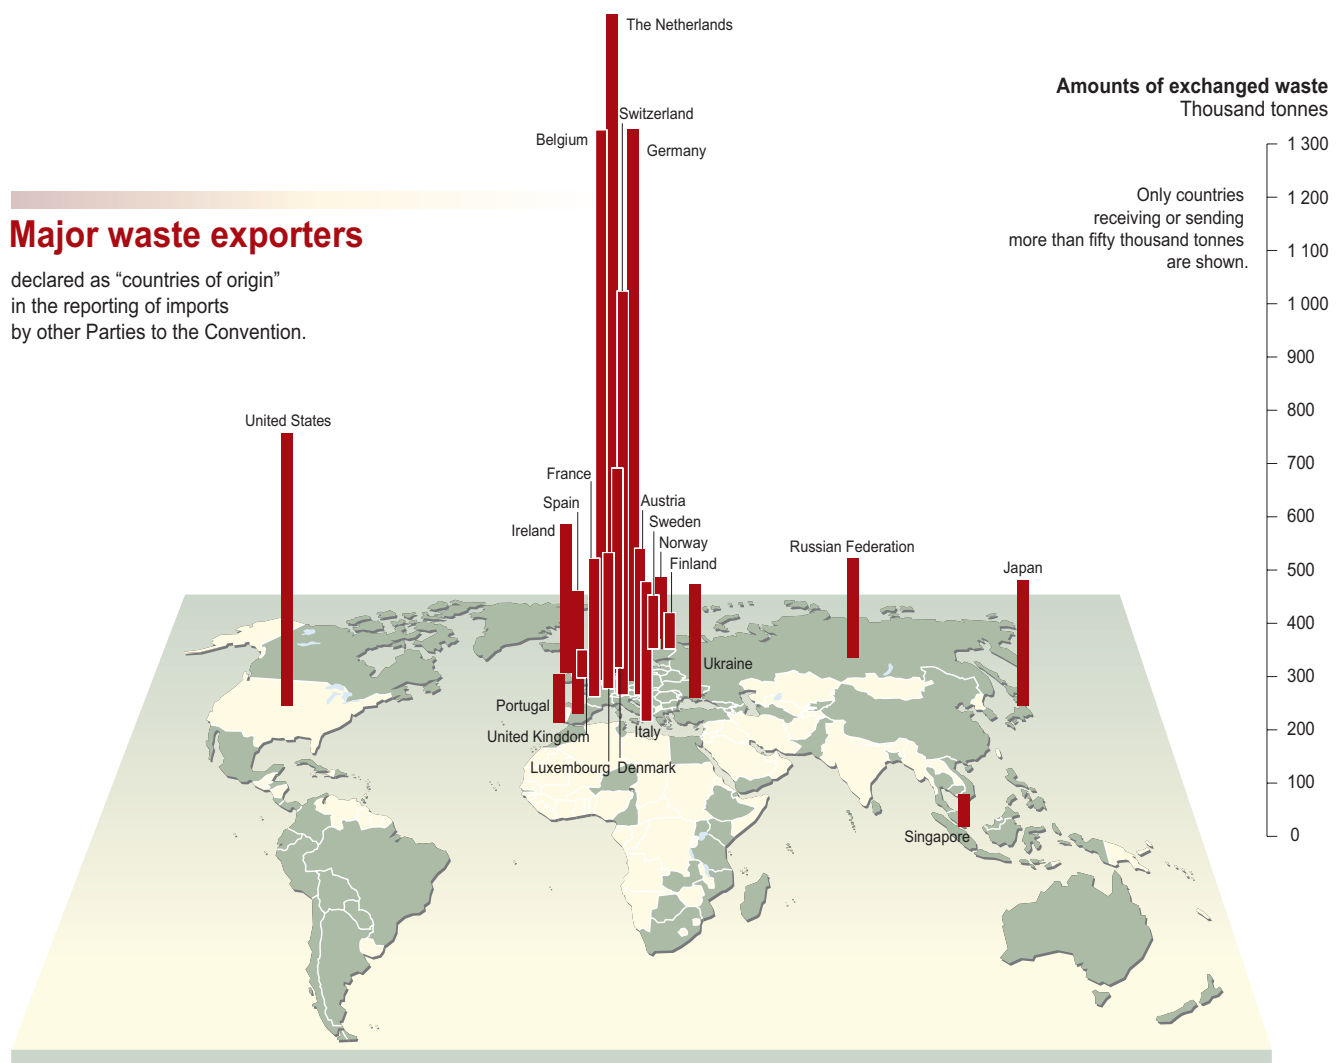 The Netherlands
Amounts of exchanged waste
Thousand tonnes
Switzerland
Belgium
Germany
1 300
1 200
1 100
1 000
900
800
700
600
500
400
300
200
100
0
Only countries
receiving or sending
more than fifty thousand tonnes
are shown.
Major waste exporters
declared as “countries of origin”
in the reporting of imports
by other Parties to the Convention.
United States
France
Spain
Ireland
Austria
Sweden
Norway
Finland
Russian Federation
Japan
Ukraine
Portugal
United Kingdom
Italy
Luxembourg
Denmark
Singapore